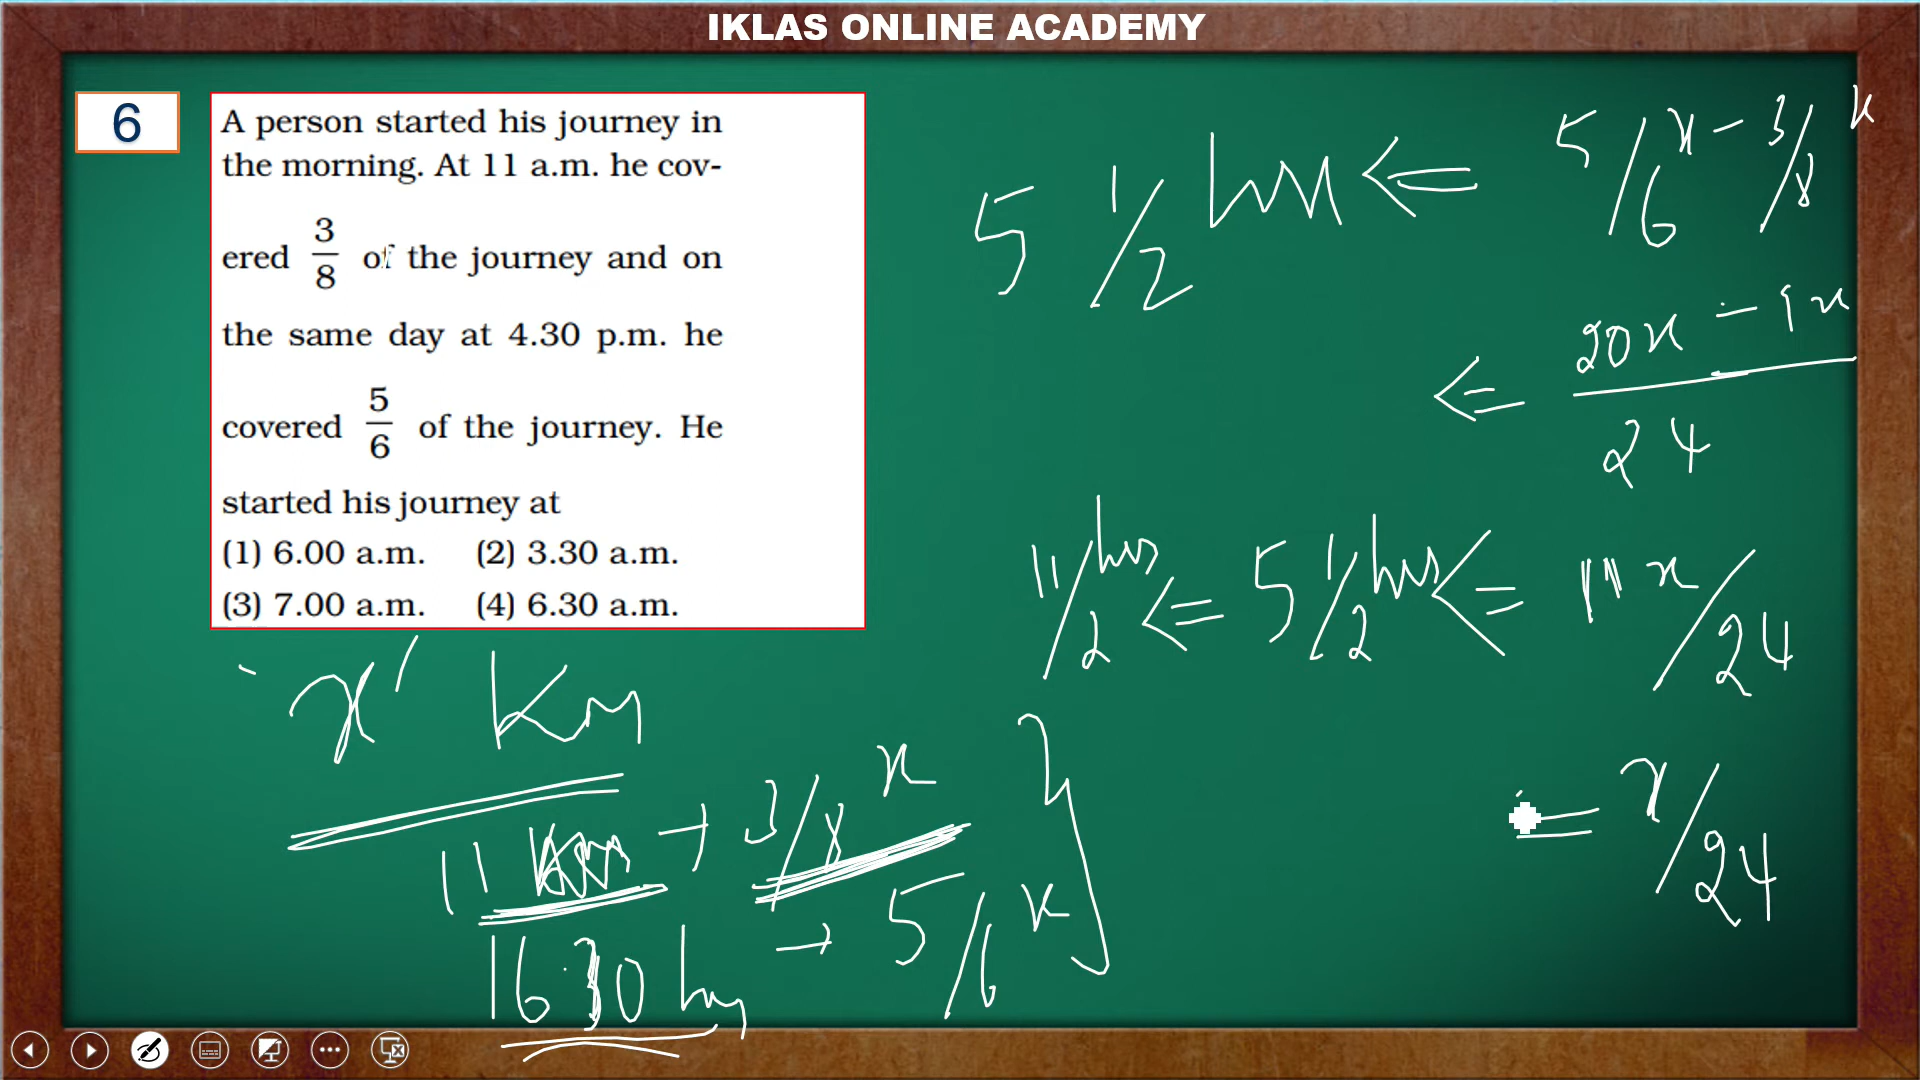 IKLAS ONLINE ACADEMY
6
A person started his journey in
the morning. At 11 a.m. he cov-
ered 3/8 of the journey and on
the same day at 4.30 p.m. he
covered 5/6 of the journey. He
started his journey at
(1) 6.00 a.m. (2) 3.30 a.m.
(3) 7.00 a.m. (4) 6.30 a.m.
'x' Km
11 → 3/8 x
1630 hrs → 5/6 x
5 1/2 hrs <= 5/6 x - 3/8 x
<= 20x - 9x / 24
11/2 hrs <= 5 1/2 hrs <= 11x/24
= x/24